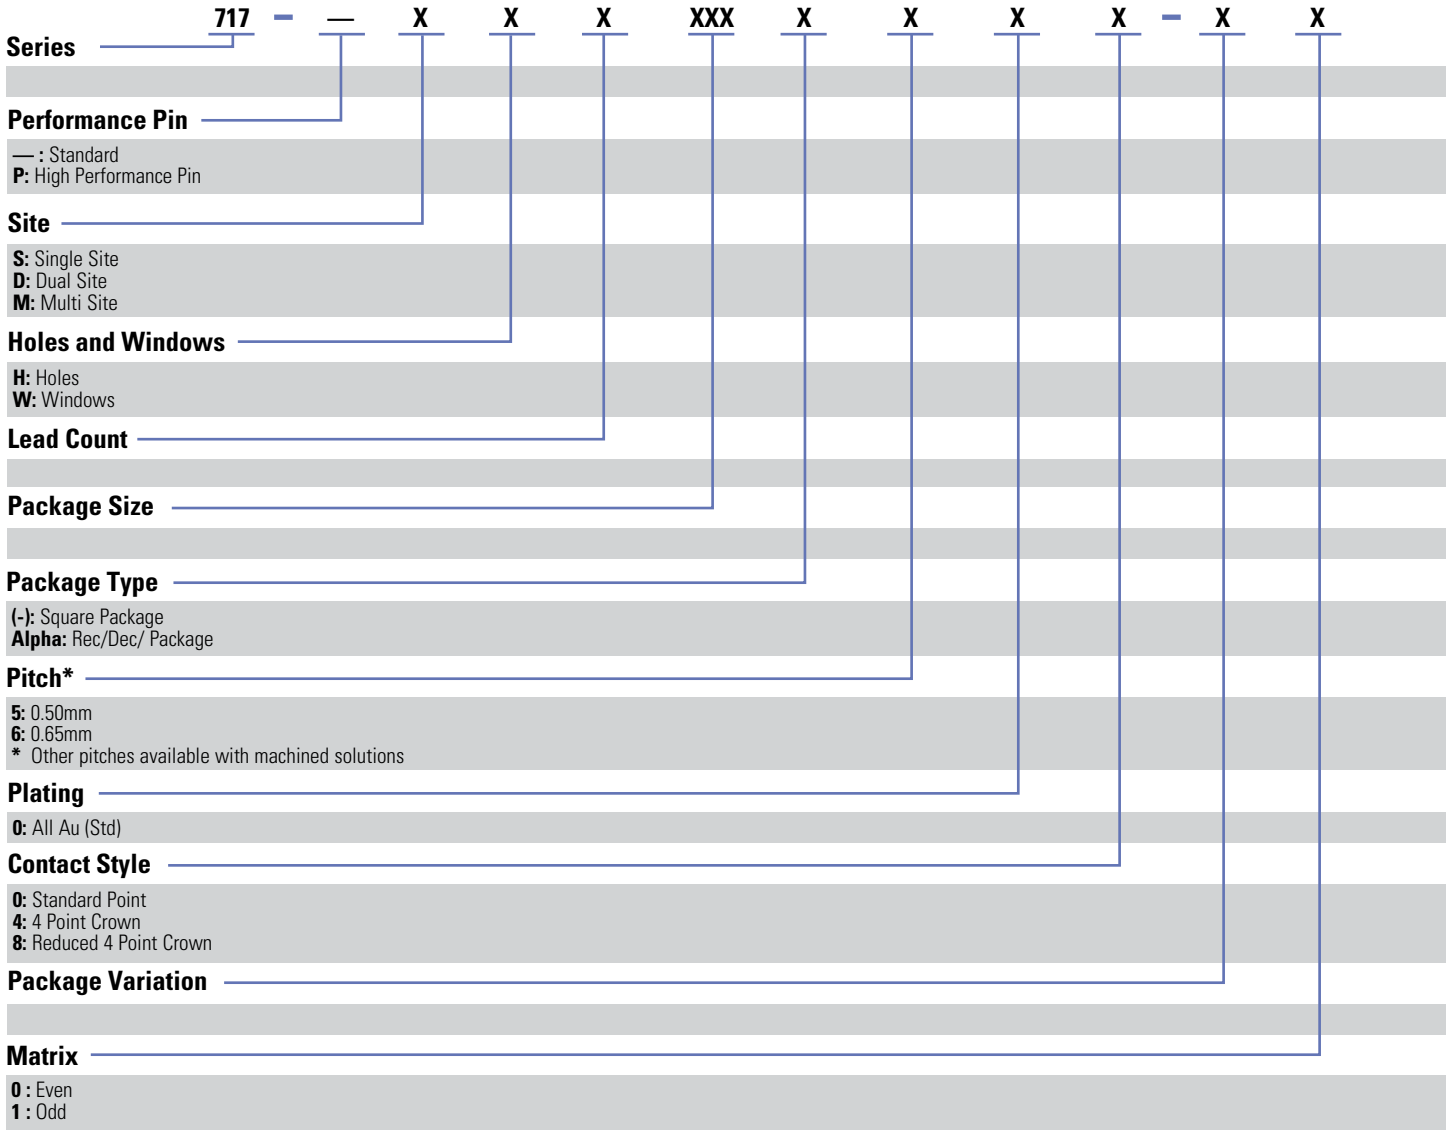 717 – — X X X XXX X X X X – X X
Series
Performance Pin
— : Standard
P: High Performance Pin
Site
S: Single Site
D: Dual Site
M: Multi Site
Holes and Windows
H: Holes
W: Windows
Lead Count
Package Size
Package Type
(-): Square Package
Alpha: Rec/Dec/ Package
Pitch*
5: 0.50mm
6: 0.65mm
* Other pitches available with machined solutions
Plating
0: All Au (Std)
Contact Style
0: Standard Point
4: 4 Point Crown
8: Reduced 4 Point Crown
Package Variation
Matrix
0 : Even
1 : Odd